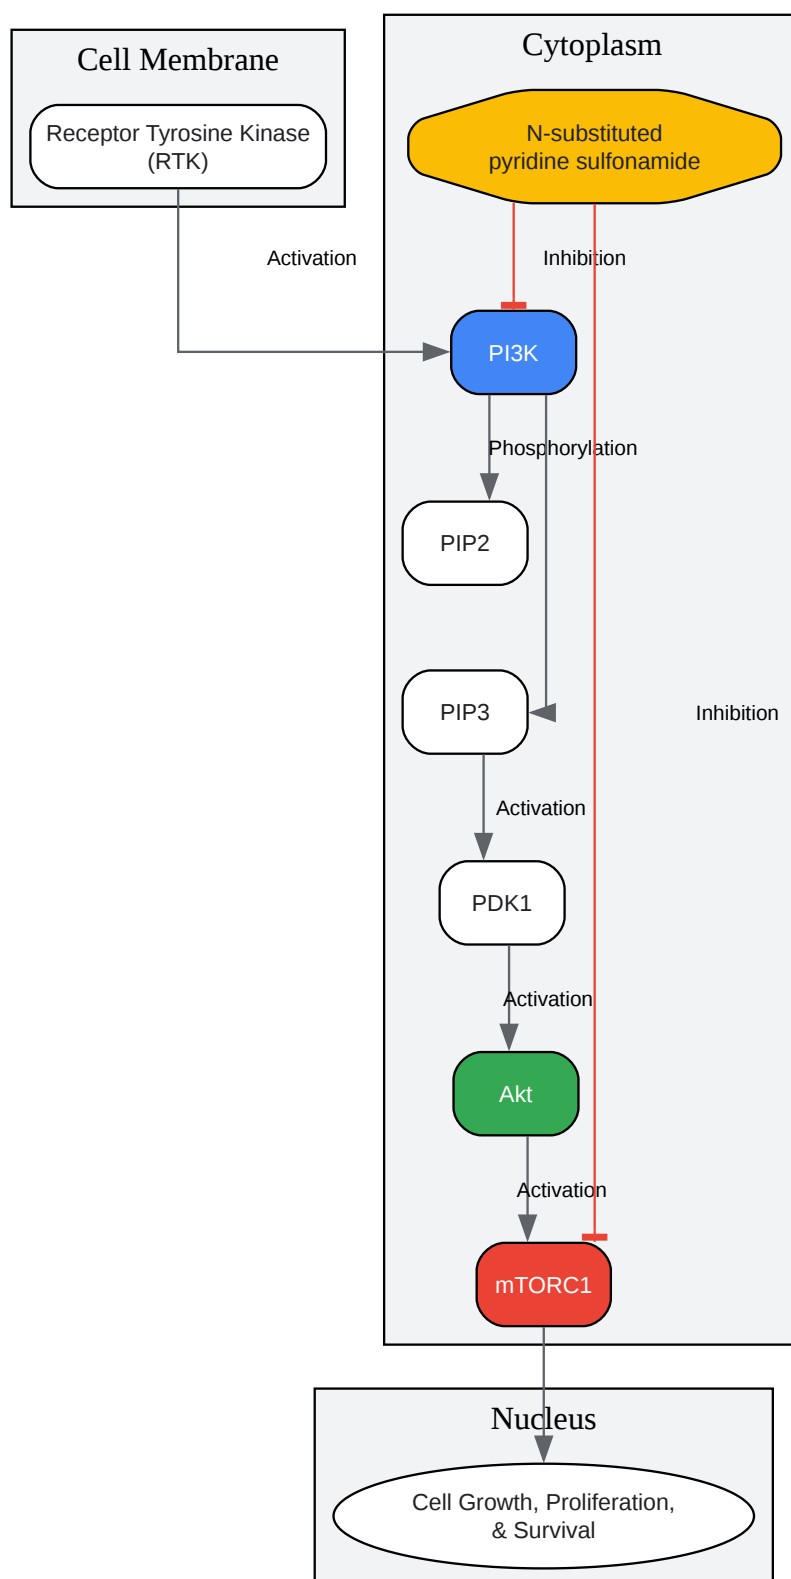 Cell Membrane
Receptor Tyrosine Kinase
(RTK)
Cytoplasm
N-substituted
pyridine sulfonamide
Activation
Inhibition
PI3K
Phosphorylation
PIP2
PIP3
Inhibition
Activation
PDK1
Activation
Akt
Activation
mTORC1
Nucleus
Cell Growth, Proliferation,
& Survival